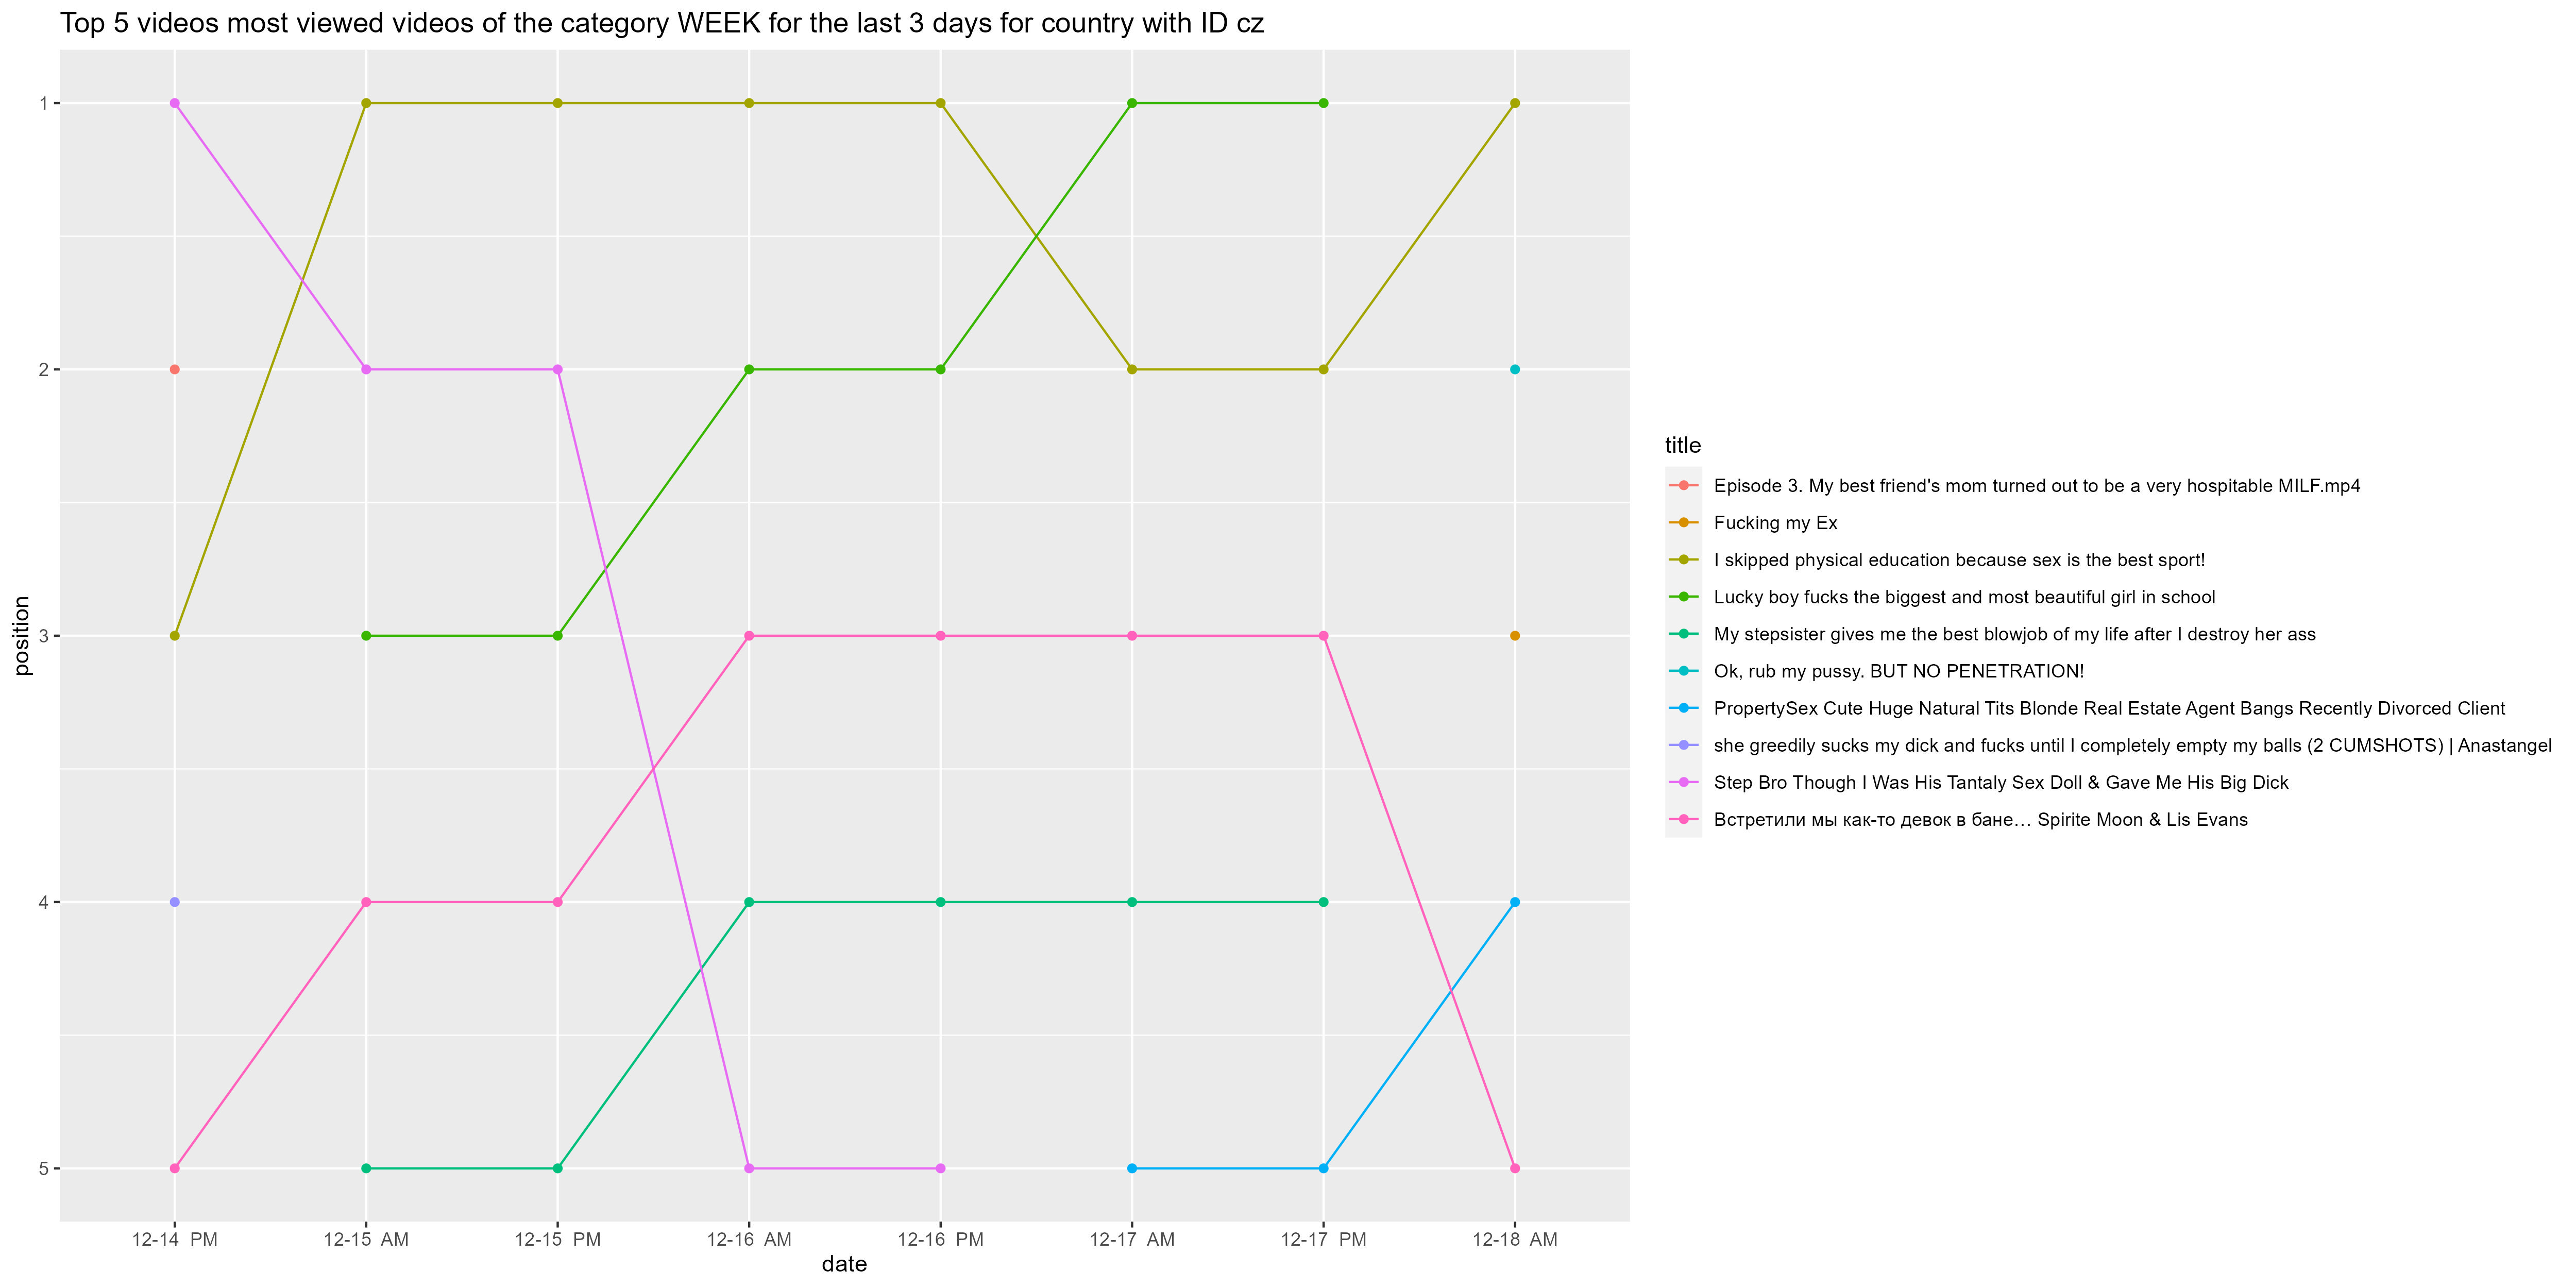 Top 5 videos most viewed videos of the category WEEK for the last 3 days for country with ID cz
position
1
2
3
4
5
12-14 PM
12-15 AM
12-15 PM
12-16 AM
12-16 PM
12-17 AM
12-17 PM
12-18 AM
date
title
Episode 3. My best friend's mom turned out to be a very hospitable MILF.mp4
Fucking my Ex
I skipped physical education because sex is the best sport!
Lucky boy fucks the biggest and most beautiful girl in school
My stepsister gives me the best blowjob of my life after I destroy her ass
Ok, rub my pussy. BUT NO PENETRATION!
PropertySex Cute Huge Natural Tits Blonde Real Estate Agent Bangs Recently Divorced Client
she greedily sucks my dick and fucks until I completely empty my balls (2 CUMSHOTS) | Anastangel
Step Bro Though I Was His Tantaly Sex Doll & Gave Me His Big Dick
Встретили мы как-то девок в бане… Spirite Moon & Lis Evans